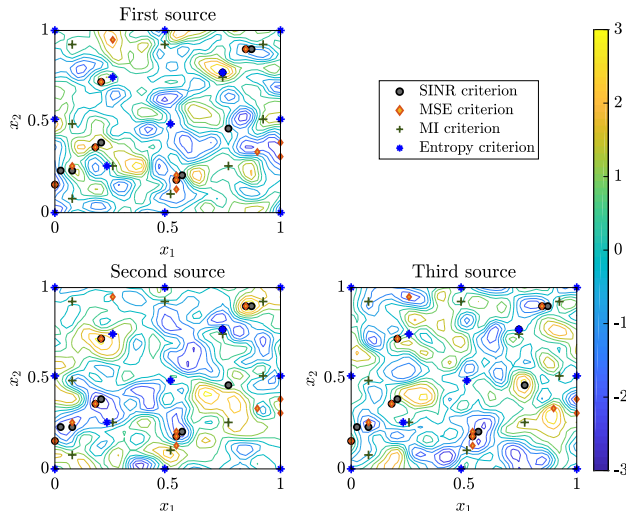 First source
1
x2
0.5
0
0
0.5
1
x1
SINR criterion
MSE criterion
MI criterion
Entropy criterion
3
2
1
0
-1
-2
-3
Second source
1
x2
0.5
0
0
0.5
1
x1
Third source
1
x2
0.5
0
0
0.5
1
x1